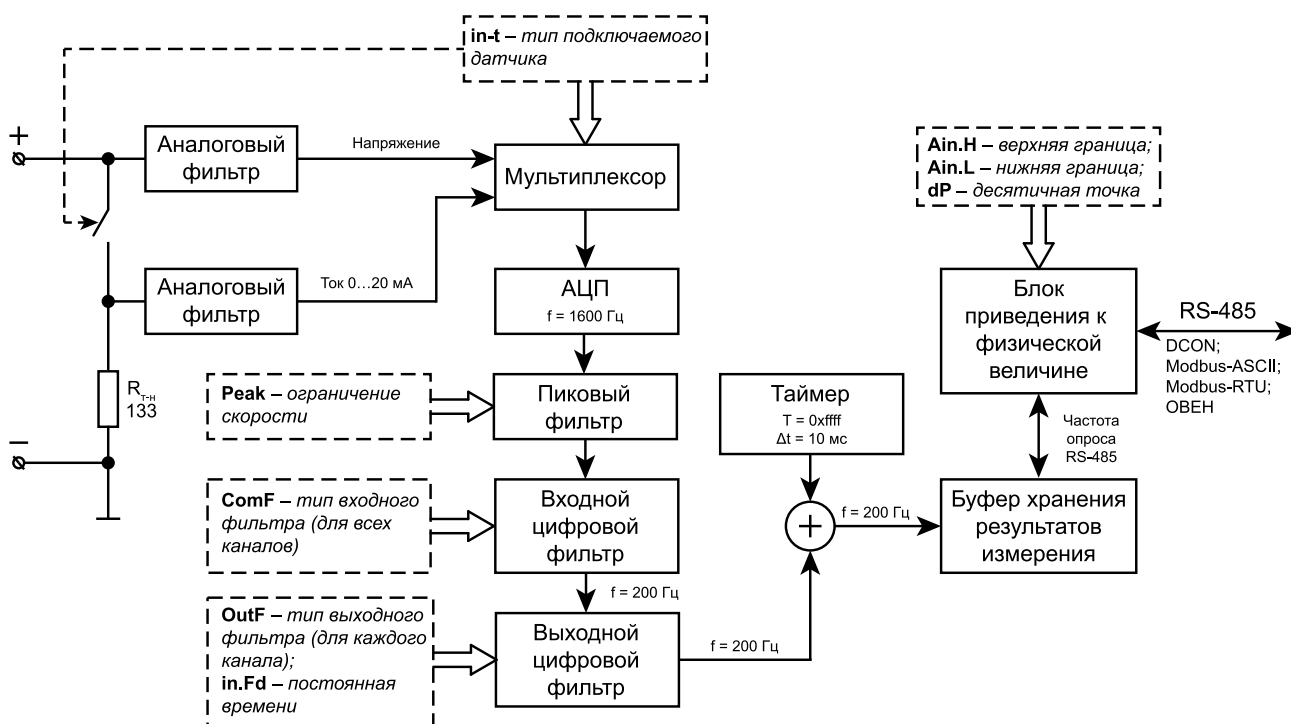 in-t – тип подключаемого
датчика
+
Аналоговый
фильтр
Напряжение
Мультиплексор
Ain.H – верхняя граница;
Ain.L – нижняя граница;
dP – десятичная точка
Аналоговый
фильтр
Ток 0...20 мА
АЦП
f = 1600 Гц
Блок
приведения к
физической
величине
RS-485
DCON;
Modbus-ASCII;
Modbus-RTU;
ОВЕН
Rт-н
133
–
Peak – ограничение
скорости
Пиковый
фильтр
Таймер
T = 0xffff
Δt = 10 мс
Частота
опроса
RS-485
ComF – тип входного
фильтра (для всех
каналов)
Входной
цифровой
фильтр
+
f = 200 Гц
Буфер хранения
результатов
измерения
f = 200 Гц
OutF – тип выходного
фильтра (для каждого
канала);
in.Fd – постоянная
времени
Выходной
цифровой
фильтр
f = 200 Гц